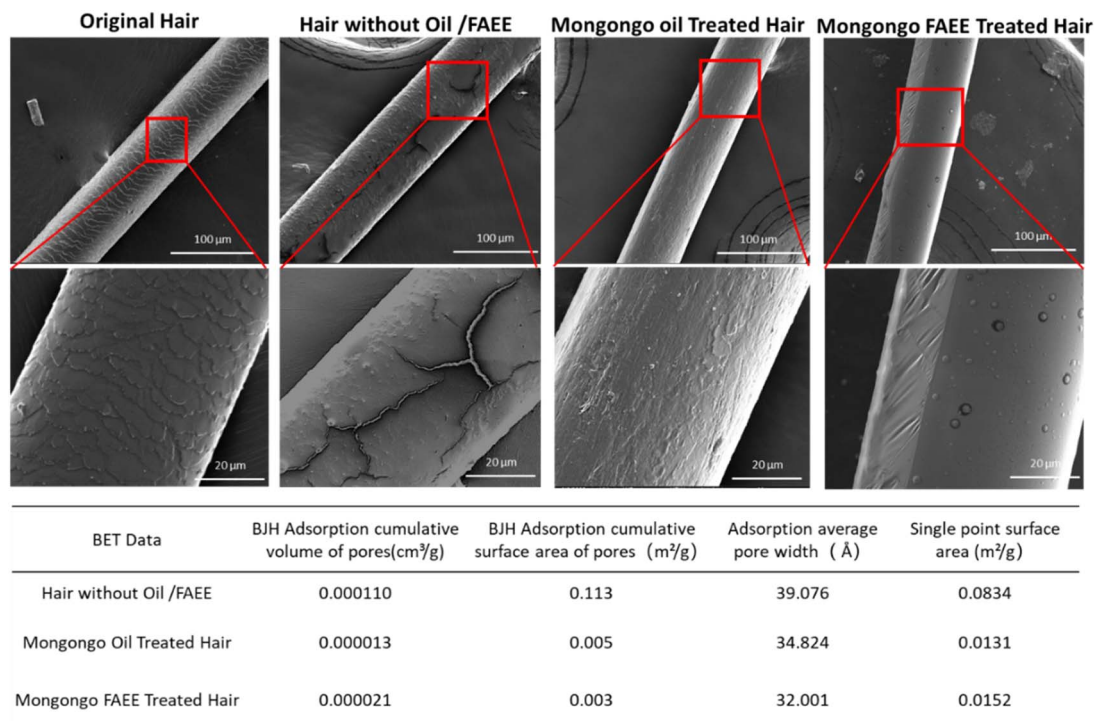 Original Hair
Hair without Oil /FAEE
Mongongo oil Treated Hair
Mongongo FAEE Treated Hair
100 μm
100 μm
100 μm
100 μm
20 μm
20 μm
20 μm
20 μm
BET Data
BJH Adsorption cumulative
volume of pores(cm³/g)
BJH Adsorption cumulative
surface area of pores（m²/g)
Adsorption average
pore width（Å）
Single point surface
area (m²/g)
Hair without Oil /FAEE 0.000110 0.113 39.076 0.0834
Mongongo Oil Treated Hair 0.000013 0.005 34.824 0.0131
Mongongo FAEE Treated Hair 0.000021 0.003 32.001 0.0152